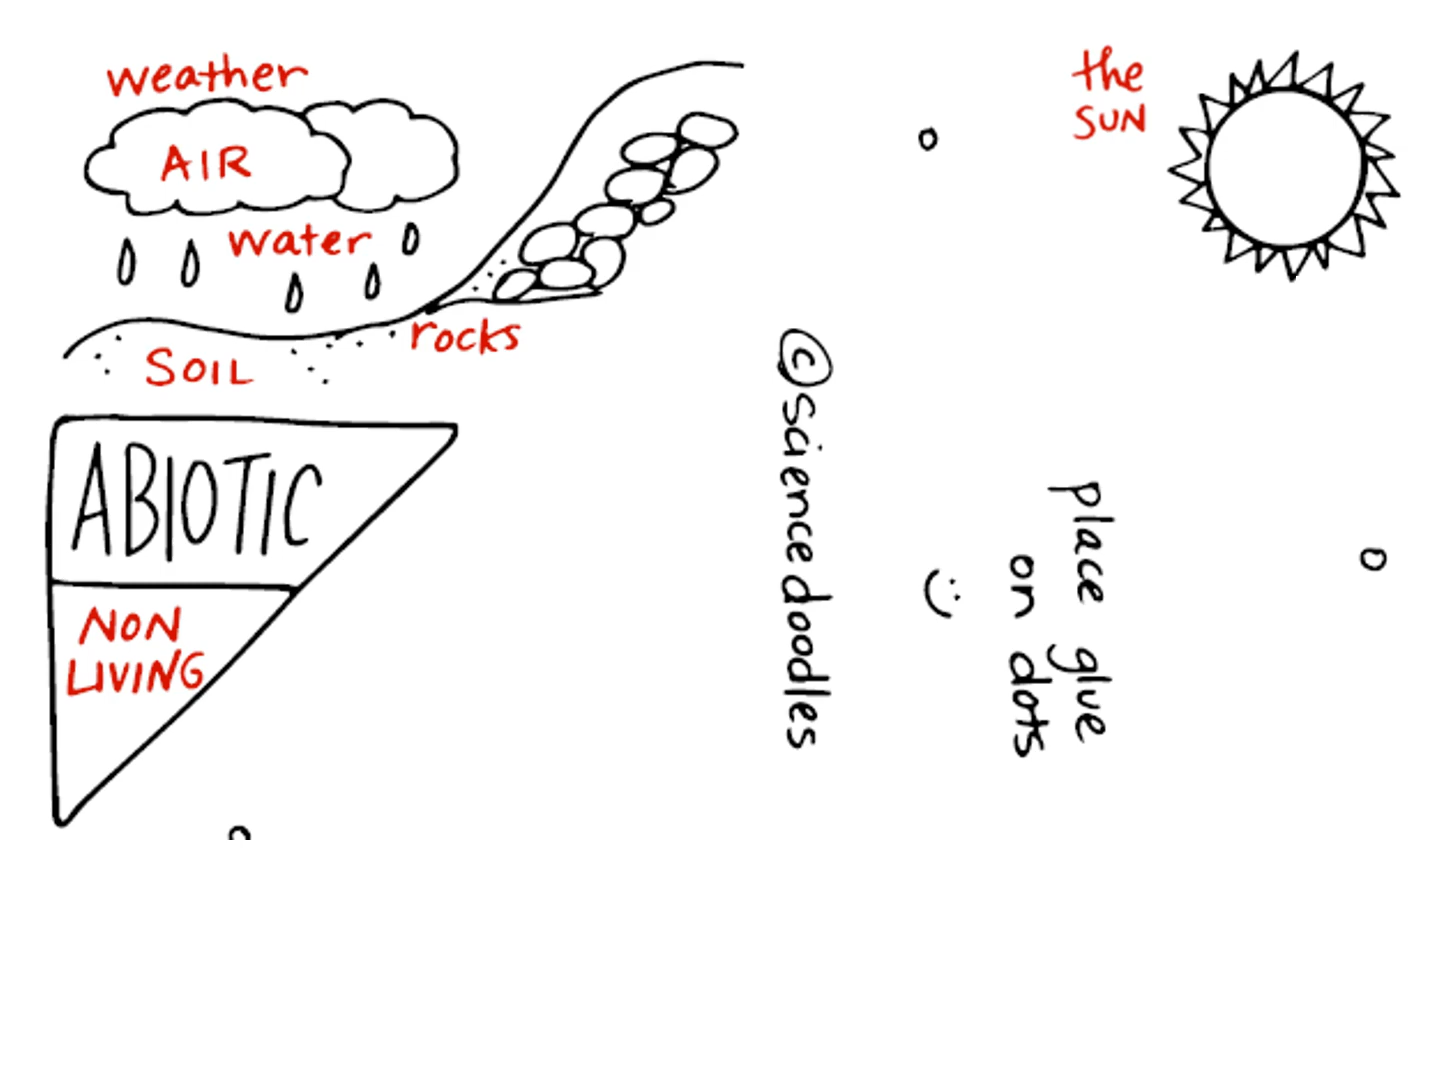 weather
AIR
water
rocks
SOIL
the
SUN
ABIOTIC
NON
LIVING
©sciencedoodles
place glue
on dots